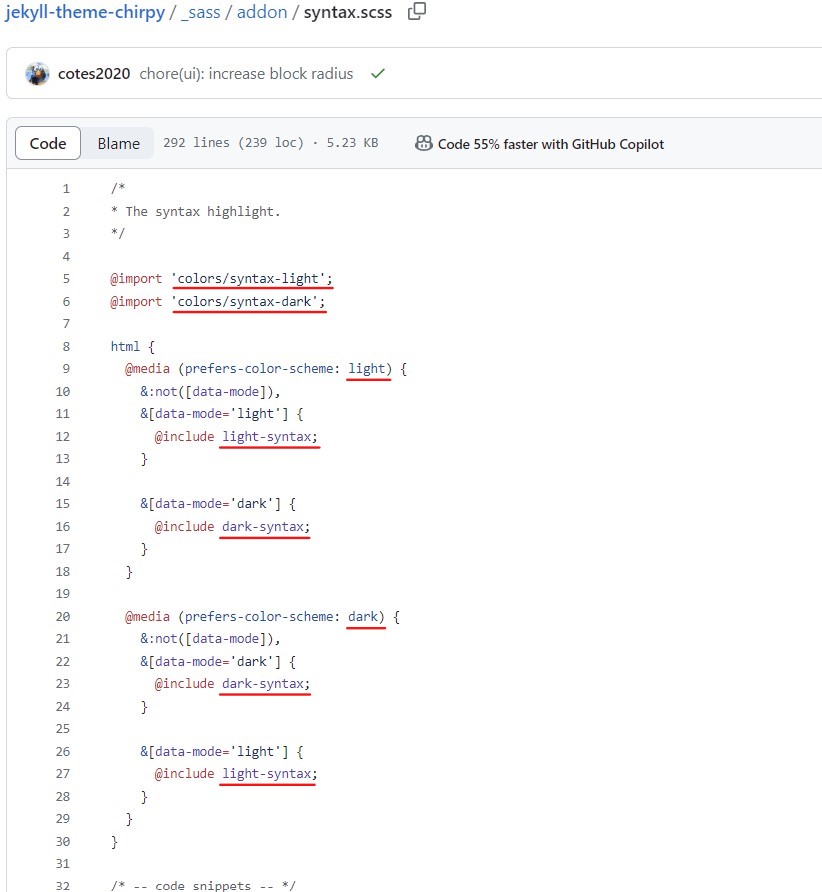 jekyll-theme-chirpy / _sass / addon / syntax.scss
cotes2020 chore(ui): increase block radius
Code Blame 292 lines (239 loc) · 5.23 KB Code 55% faster with GitHub Copilot
1 /*
2 * The syntax highlight.
3 */
4
5 @import 'colors/syntax-light';
6 @import 'colors/syntax-dark';
7
8 html {
9 @media (prefers-color-scheme: light) {
10 &:not([data-mode]),
11 &[data-mode='light'] {
12 @include light-syntax;
13 }
14
15 &[data-mode='dark'] {
16 @include dark-syntax;
17 }
18 }
19
20 @media (prefers-color-scheme: dark) {
21 &:not([data-mode]),
22 &[data-mode='dark'] {
23 @include dark-syntax;
24 }
25
26 &[data-mode='light'] {
27 @include light-syntax;
28 }
29 }
30 }
31
32 /* -- code snippets -- */